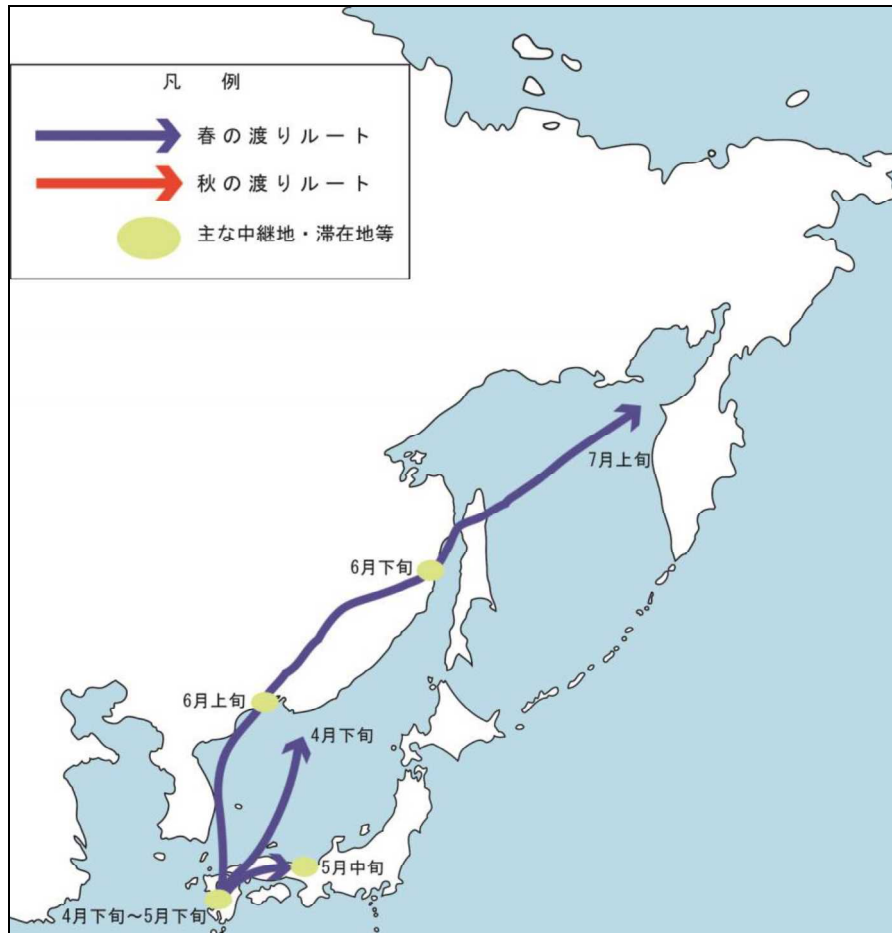 凡 例
春の渡りルート
秋の渡りルート
主な中継地・滞在地等
7月上旬
6月下旬
6月上旬
4月下旬
5月中旬
4月下旬～5月下旬